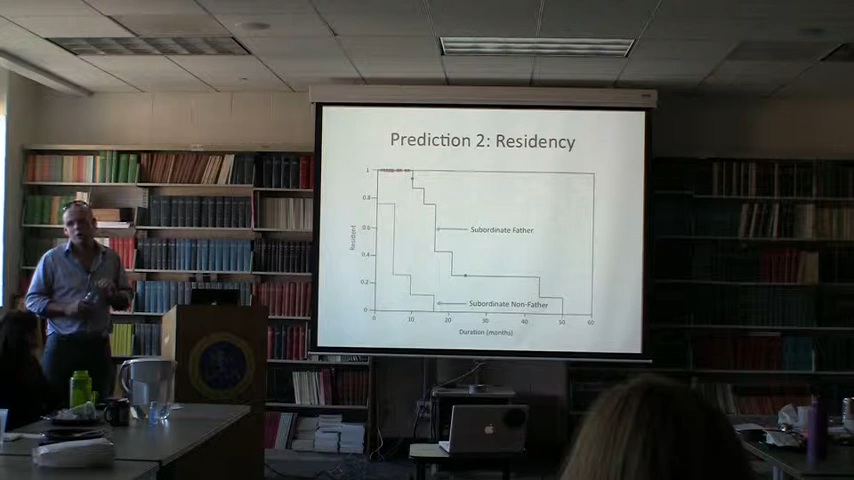 Prediction 2: Residency
1
0.8
Subordinate Father
0.6
Resident
0.4
0.2
Subordinate Non-Father
0
0
10
20
30
40
50
60
Duration (months)